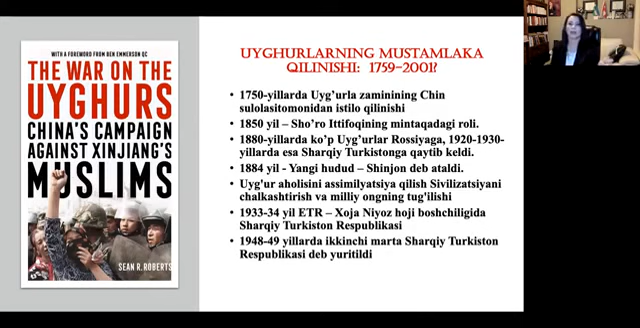 WITH A FOREWORD FROM BEN EMMERSON QC
THE WAR ON THE
UYGHURS
CHINA'S CAMPAIGN
AGAINST XINJIANG'S
MUSLIMS
SEAN R. ROBERTS
UYGHURLARNING MUSTAMLAKA
QILINISHI: 1759-2001?
• 1750-yillarda Uyg'urla zaminining Chin
sulolasitomonidan istilo qilinishi
• 1850 yil – Sho'ro Ittifoqining mintaqadagi roli.
• 1880-yillarda ko'p Uyg'urlar Rossiyaga, 1920-1930-
yillarda esa Sharqiy Turkistonga qaytib keldi.
• 1884 yil - Yangi hudud – Shinjon deb ataldi.
• Uyg'ur aholisini assimilyatsiya qilish Sivilizatsiyani
chalkashtirish va milliy ongning tug'ilishi
• 1933-34 yil ETR – Xoja Niyoz hoji boshchiligida
Sharqiy Turkiston Respublikasi
• 1948-49 yillarda ikkinchi marta Sharqiy Turkiston
Respublikasi deb yuritildi